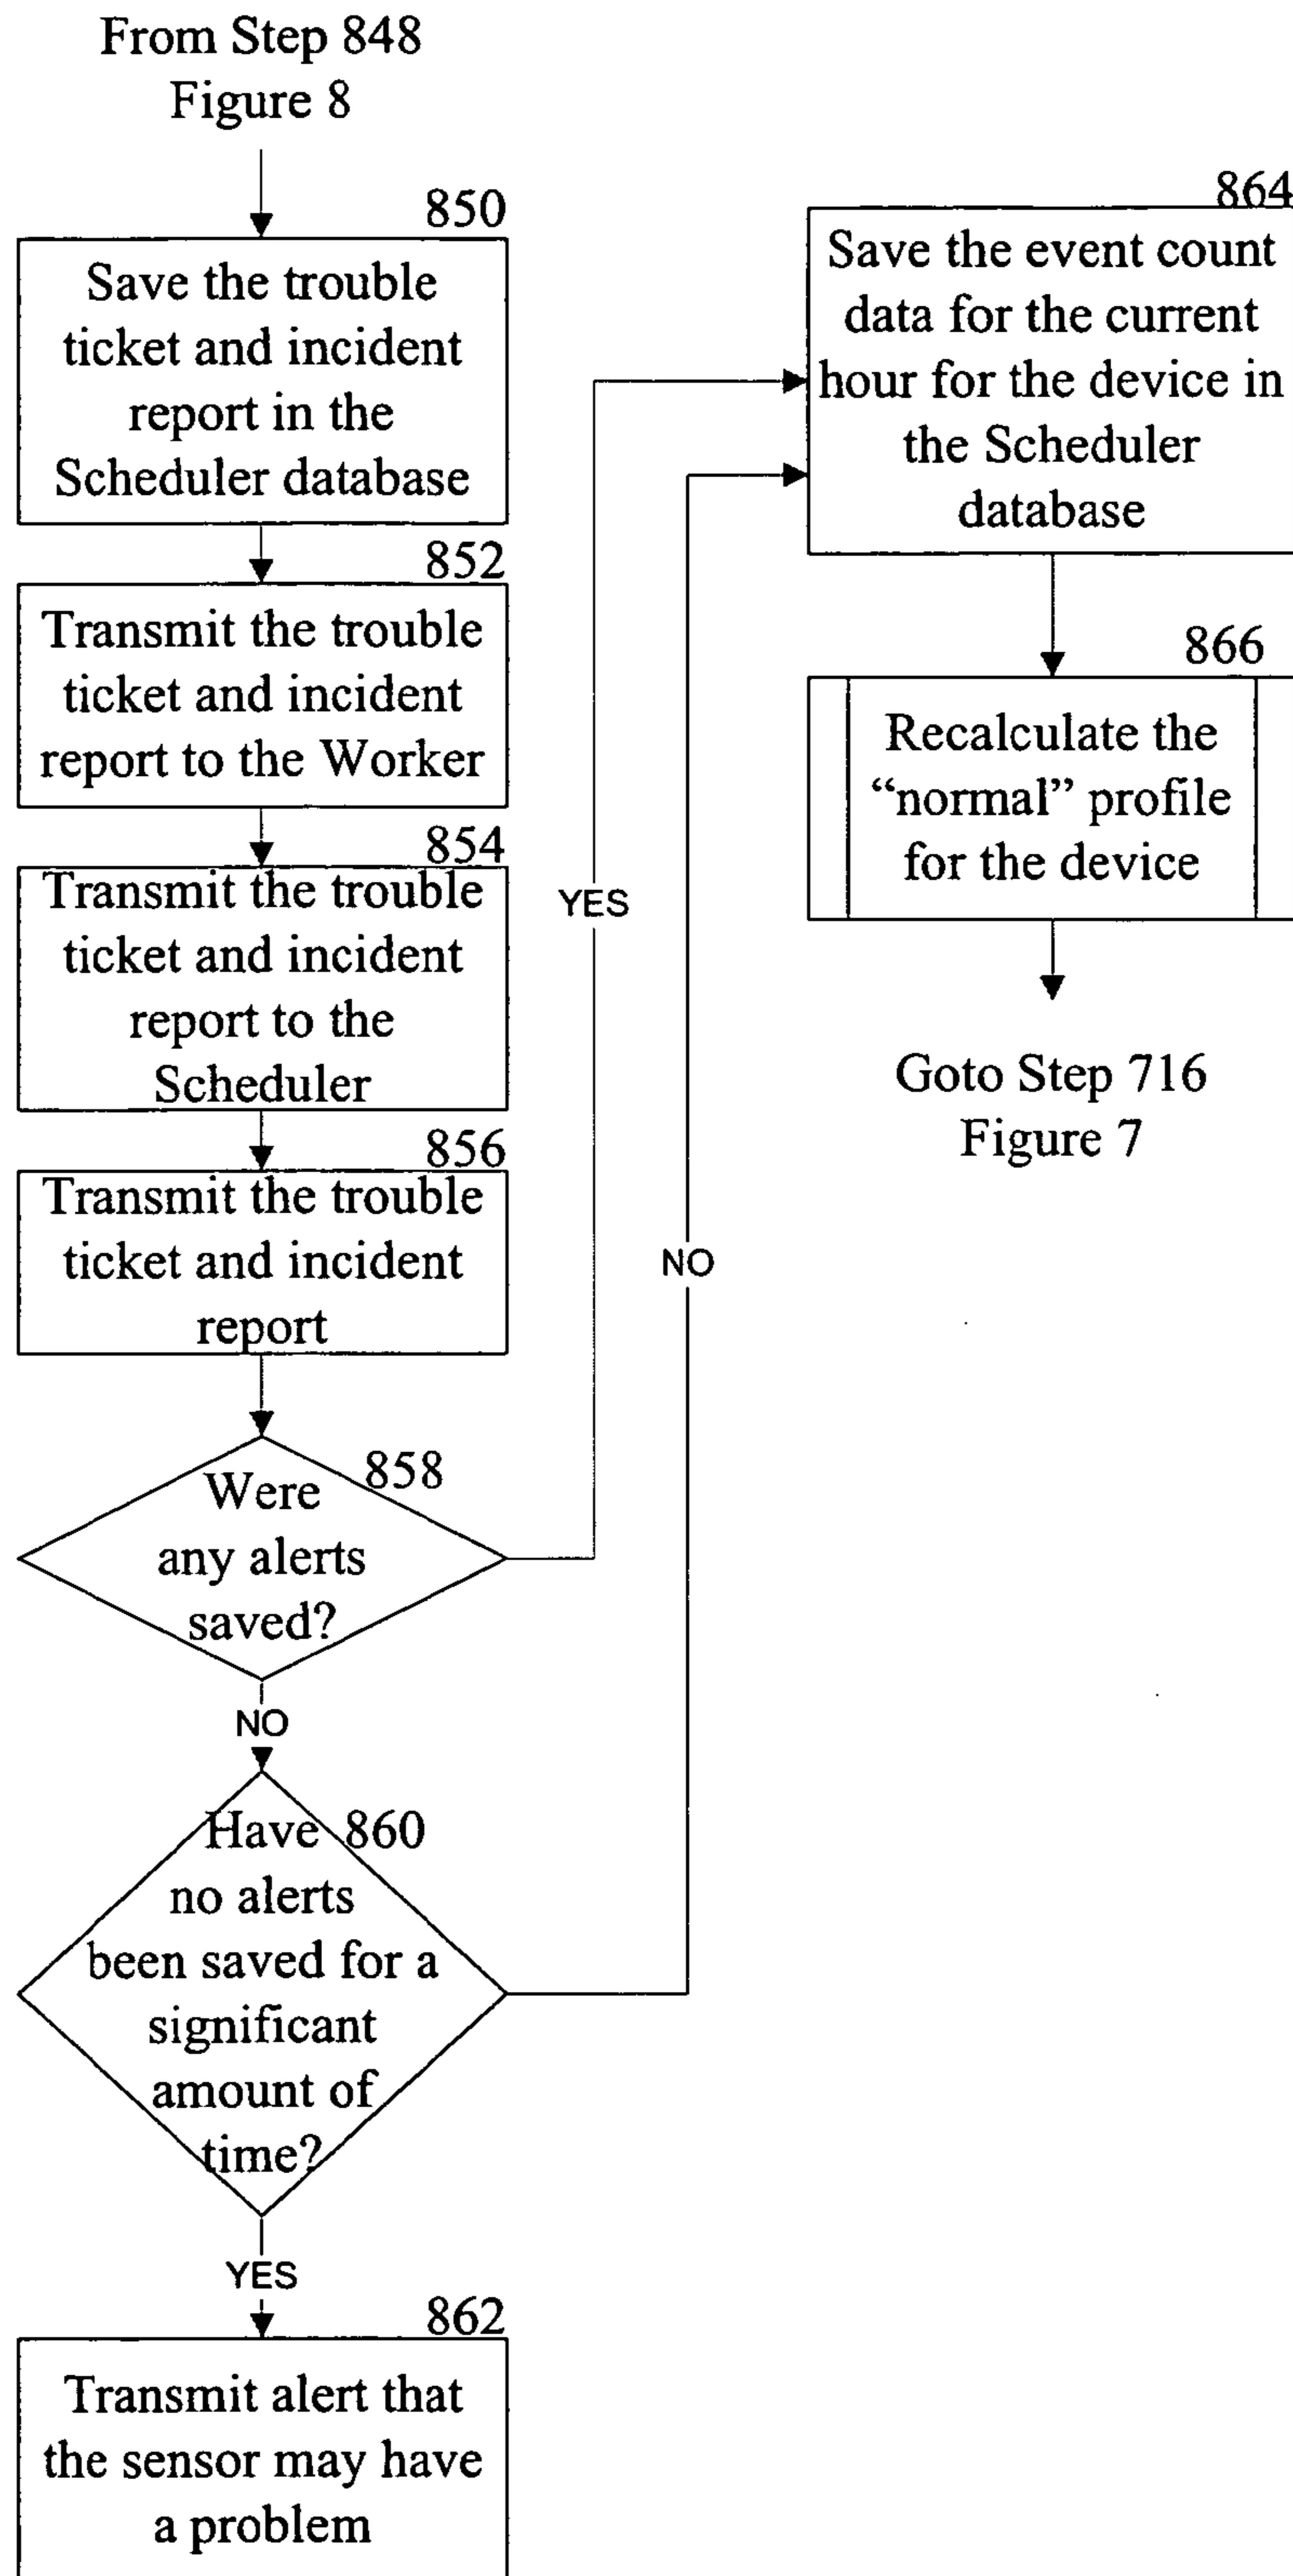 From Step 848
Figure 8
850
Save the trouble
ticket and incident
report in the
Scheduler database
852
Transmit the trouble
ticket and incident
report to the Worker
854
Transmit the trouble
ticket and incident
report to the
Scheduler
856
Transmit the trouble
ticket and incident
report
858
Were
any alerts
saved?
YES
NO
860
Have
no alerts
been saved for a
significant
amount of
time?
NO
YES
862
Transmit alert that
the sensor may have
a problem
864
Save the event count
data for the current
hour for the device in
the Scheduler
database
866
Recalculate the
“normal” profile
for the device
Goto Step 716
Figure 7